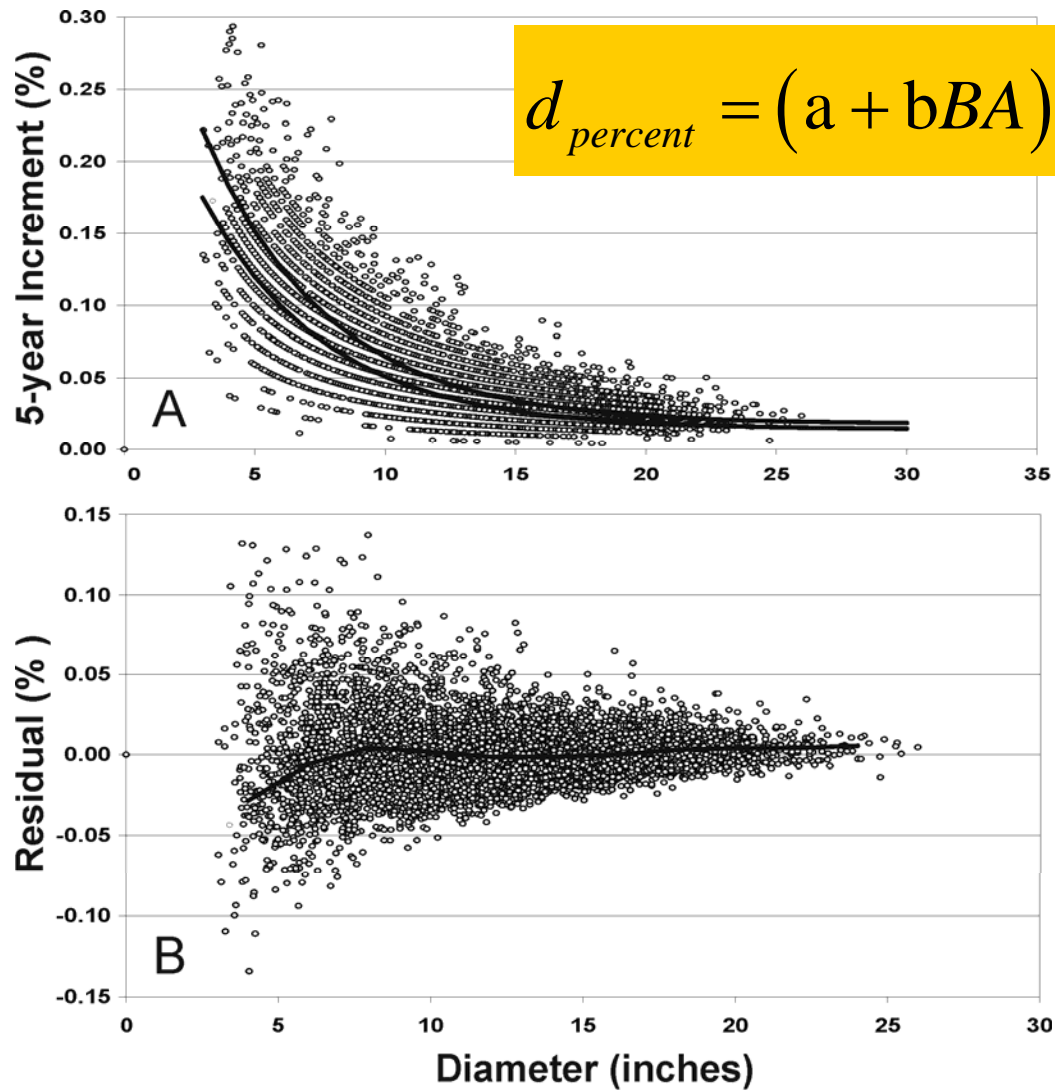 0.30
0.25
0.20
0.15
0.10
0.05
0.00
5-year Increment (%)
d percent = (a + bBA)
A
0 5 10 15 20 25 30 35
0.15
0.10
0.05
0.00
-0.05
-0.10
-0.15
Residual (% )
B
0 5 10 15 20 25 30
Diameter (inches)